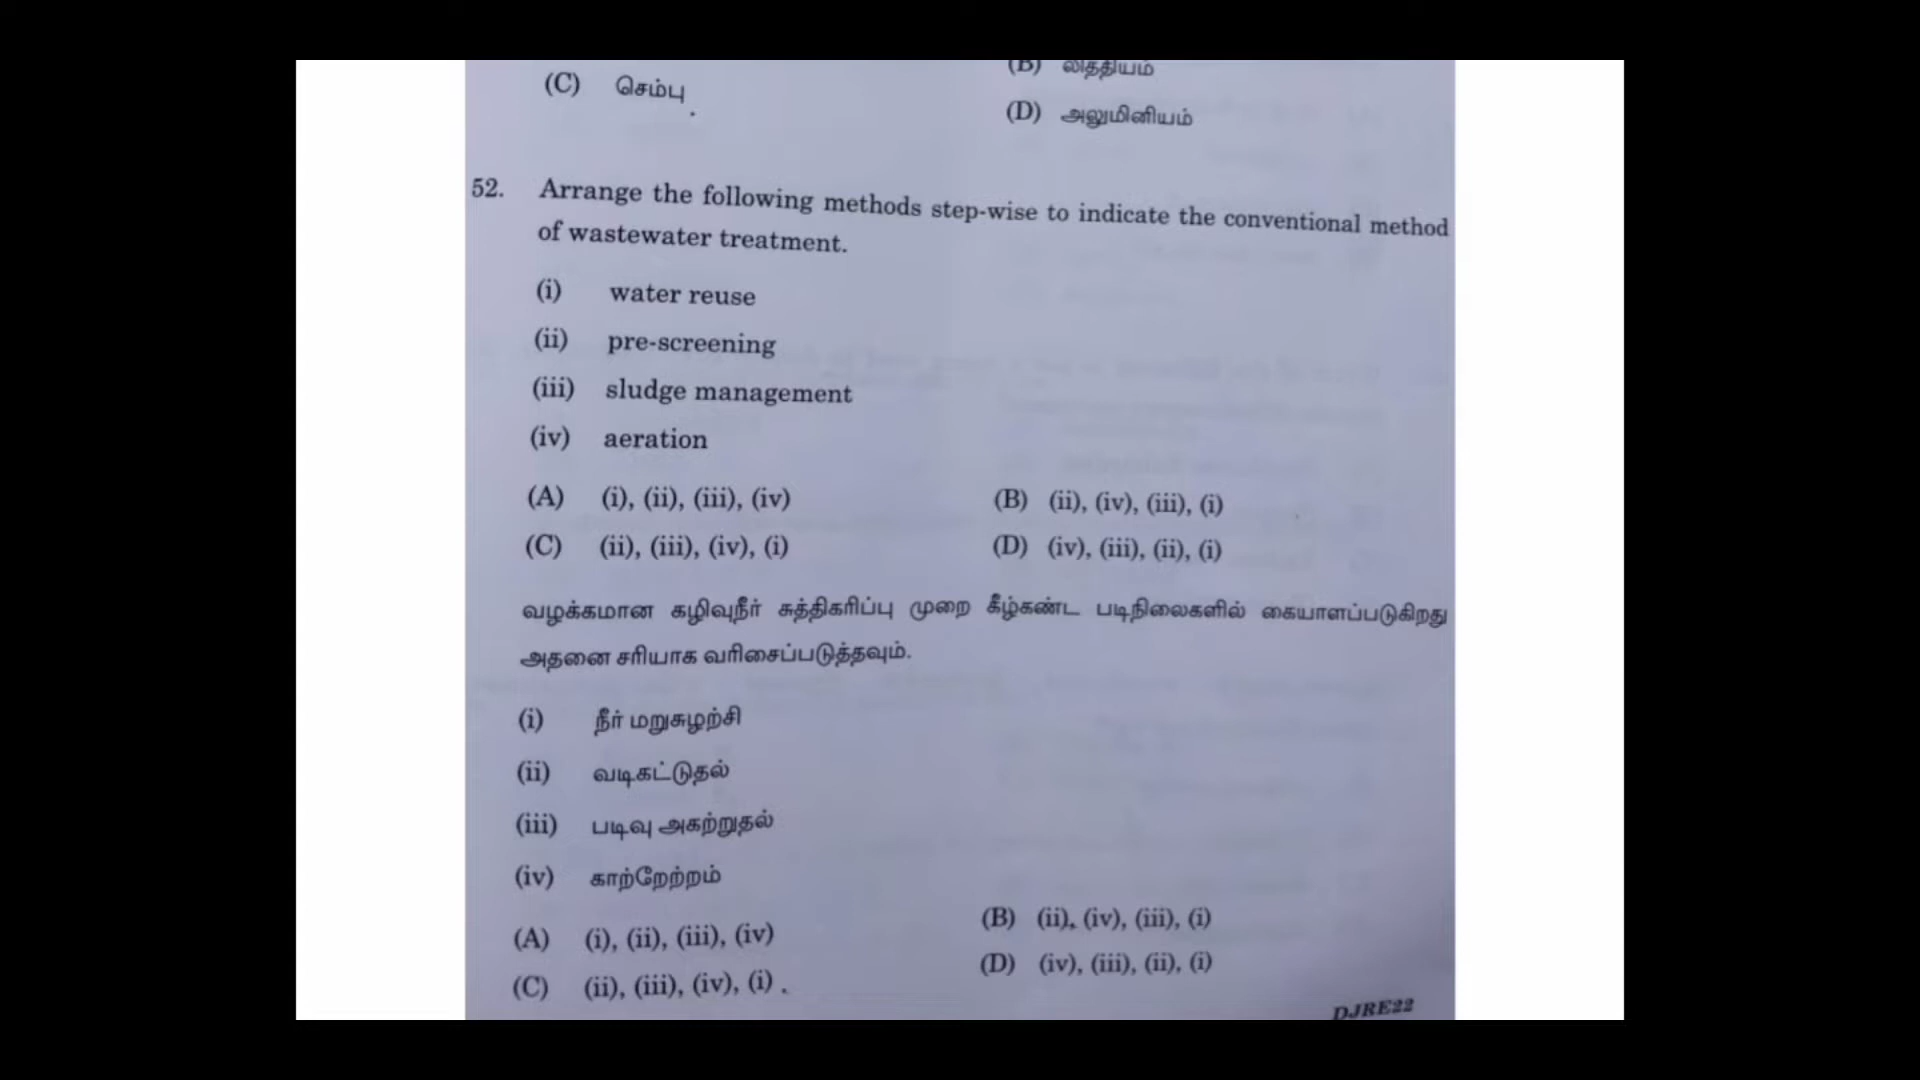 (C) செம்பு
(B) லித்தியம்
(D) அலுமினியம்
52. Arrange the following methods step-wise to indicate the conventional method
of wastewater treatment.
(i) water reuse
(ii) pre-screening
(iii) sludge management
(iv) aeration
(A) (i), (ii), (iii), (iv)
(B) (ii), (iv), (iii), (i)
(C) (ii), (iii), (iv), (i)
(D) (iv), (iii), (ii), (i)
வழக்கமான கழிவுநீர் சுத்திகரிப்பு முறை கீழ்கண்ட படிநிலைகளில் கையாளப்படுகிறது
அதனை சரியாக வரிசைப்படுத்தவும்.
(i) நீர் மறுசுழற்சி
(ii) வடிகட்டுதல்
(iii) படிவு அகற்றுதல்
(iv) காற்றேற்றம்
(A) (i), (ii), (iii), (iv)
(B) (ii), (iv), (iii), (i)
(C) (ii), (iii), (iv), (i)
(D) (iv), (iii), (ii), (i)
DJRE22